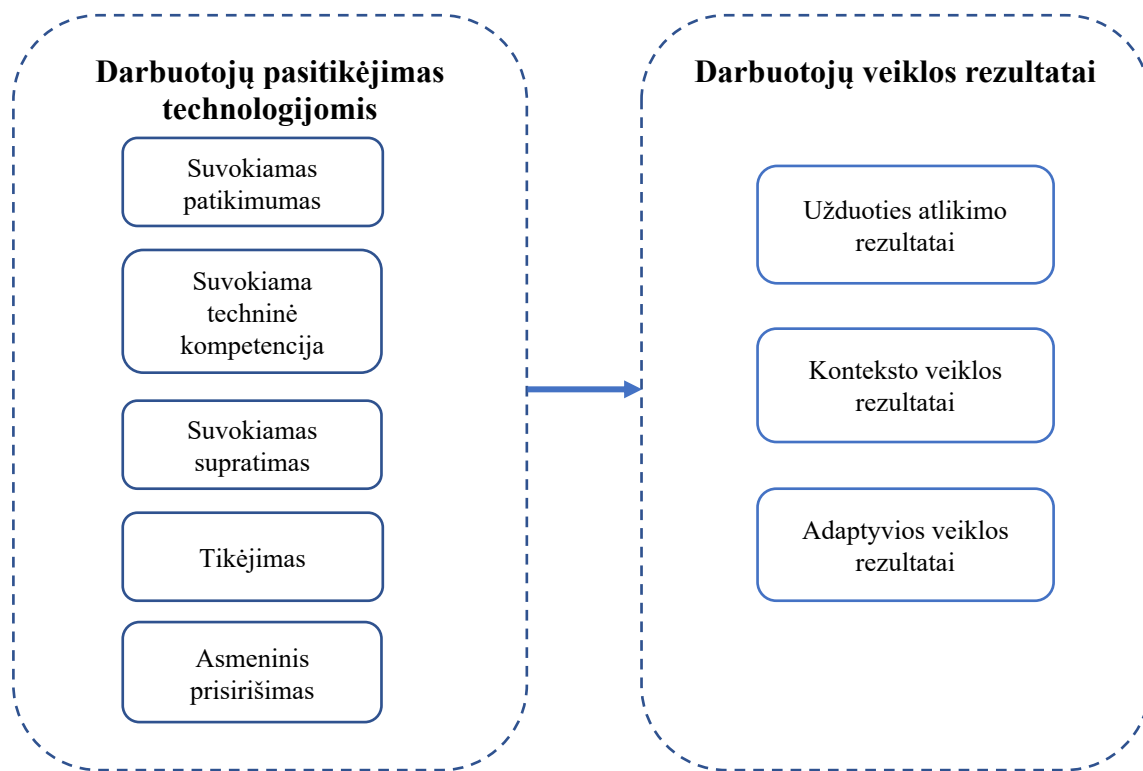 Darbuotojų pasitikėjimas
technologijomis
Suvokiamas
patikimumas
Suvokiama
techninė
kompetencija
Suvokiamas
supratimas
Tikėjimas
Asmeninis
prisirišimas
Darbuotojų veiklos rezultatai
Užduoties atlikimo
rezultatai
Konteksto veiklos
rezultatai
Adaptyvios veiklos
rezultatai